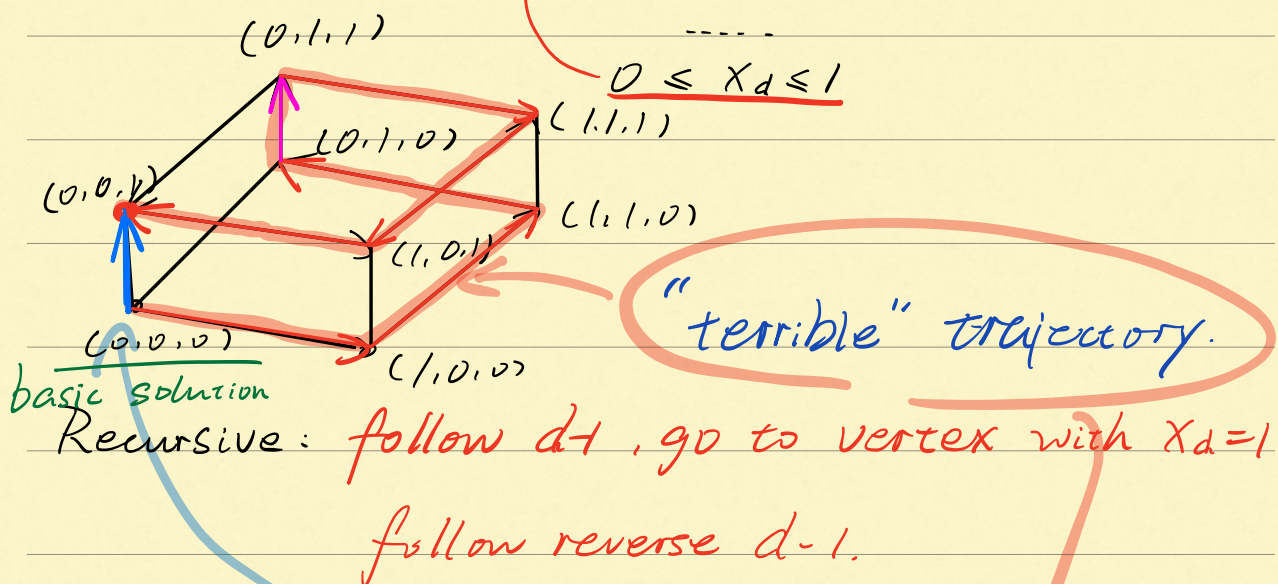 (0,1,1)
0 ≤ X_d ≤ 1
(1,1,1)
(0,1,0)
(0,0,1)
(1,1,0)
(1,0,1)
"terrible" trajectory.
(0,0,0)
(1,0,0)
basic solution
Recursive: follow d-1, go to vertex with X_d=1
follow reverse d-1.